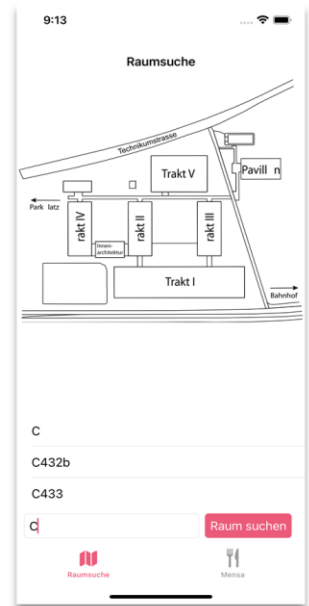 9:13
Raumsuche
Technikumstrasse
Trakt V
Pavill n
Park latz
rakt IV
rakt II
rakt III
Innen-
architektur
Trakt I
Bahnhof
C
C432b
C433
C
Raum suchen
Raumsuche
Mensa